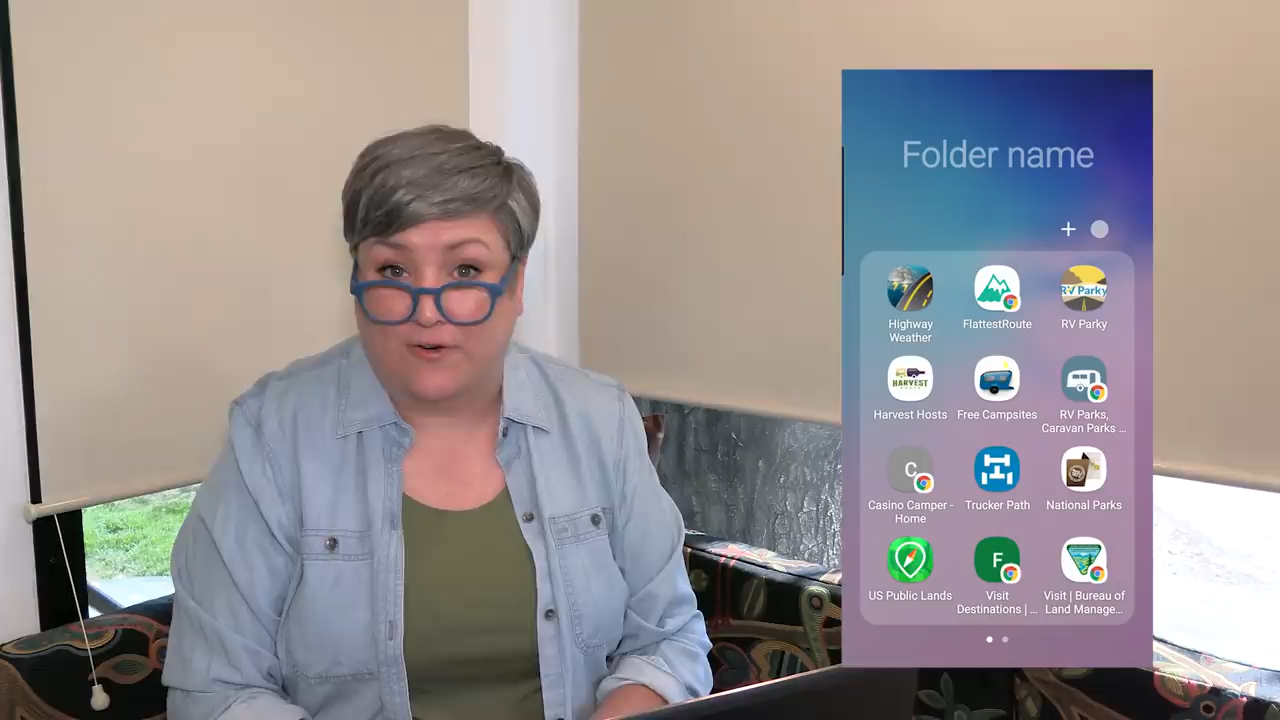 Folder name
+
RV Parky
Highway
Weather
FlattestRoute
RV Parky
HARVEST
Harvest Hosts
Free Campsites
RV Parks,
Caravan Parks ...
C
Casino Camper -
Home
Trucker Path
National Parks
US Public Lands
F
Visit
Destinations | ...
Visit | Bureau of
Land Manage...